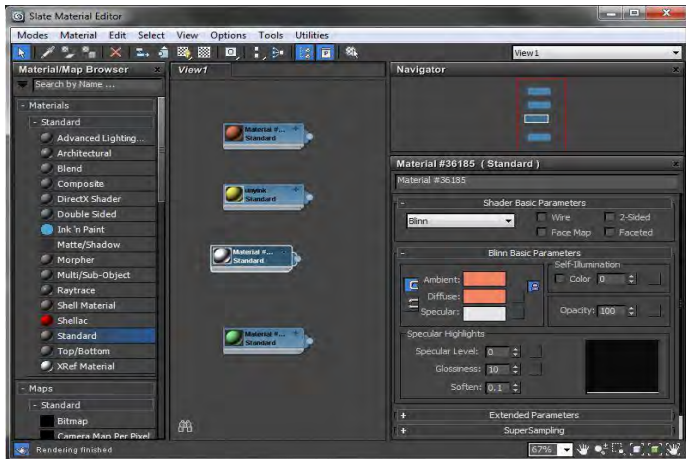 Slate Material Editor
Modes Material Edit Select View Options Tools Utilities
View1
Material/Map Browser
Search by Name ...
- Materials
- Standard
Advanced Lighting...
Architectural
Blend
Composite
DirectX Shader
Double Sided
Ink 'n Paint
Matte/Shadow
Morpher
Multi/Sub-Object
Raytrace
Shell Material
Shellac
Standard
Top/Bottom
XRef Material
- Maps
- Standard
Bitmap
Camera Map Per Pixel
View1
Material #...
Standard
Standard
Material #...
Standard
Material #...
Standard
Navigator
Material #36185 ( Standard )
Material #36185
- Shader Basic Parameters
Blinn
Wire 2-Sided
Face Map Faceted
- Blinn Basic Parameters
Self-Illumination
Ambient: Color 0
Diffuse:
Specular: Opacity: 100
Specular Highlights
Specular Level: 0
Glossiness: 10
Soften: 0.1
+ Extended Parameters
+ SuperSampling
Rendering finished
67%